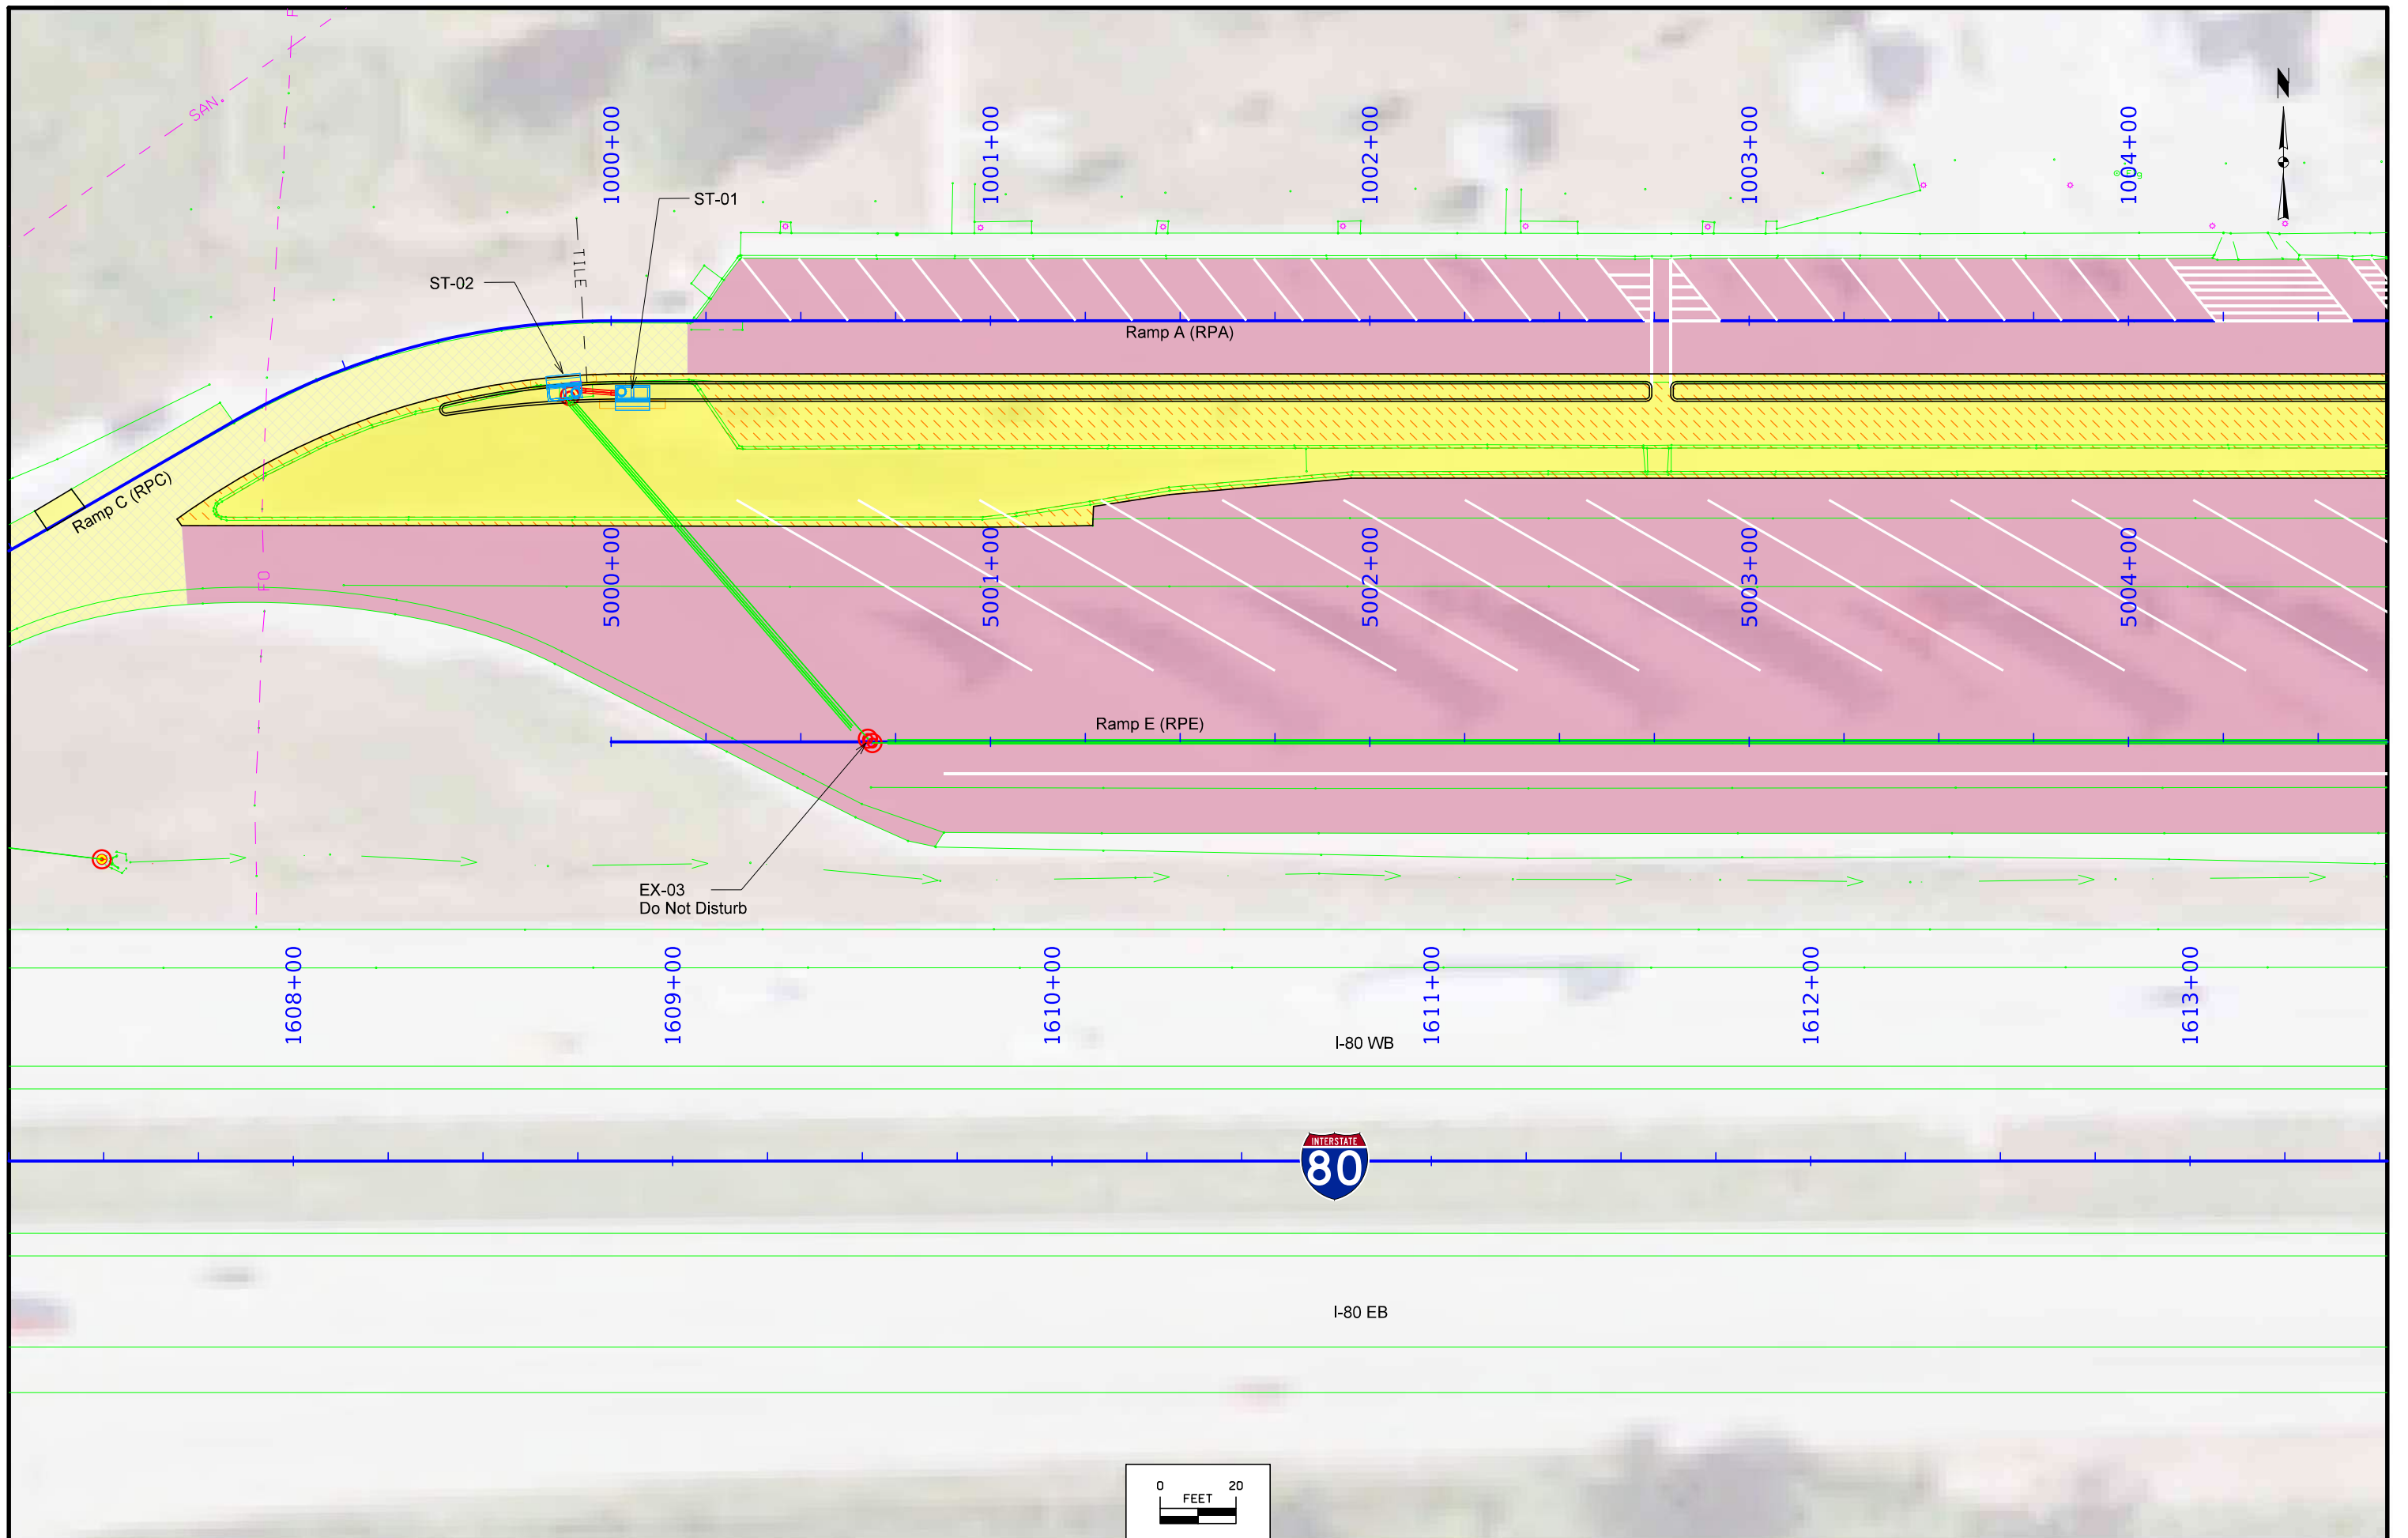 F
SAN.
N
1000+00
1001+00
1002+00
1003+00
1004+00
ST-01
TILE
ST-02
Ramp A (RPA)
Ramp C (RPC)
FO
5000+00
5001+00
5002+00
5003+00
5004+00
Ramp E (RPE)
EX-03
Do Not Disturb
1608+00
1609+00
1610+00
1611+00
1612+00
1613+00
I-80 WB
INTERSTATE
80
I-80 EB
0 20
FEET